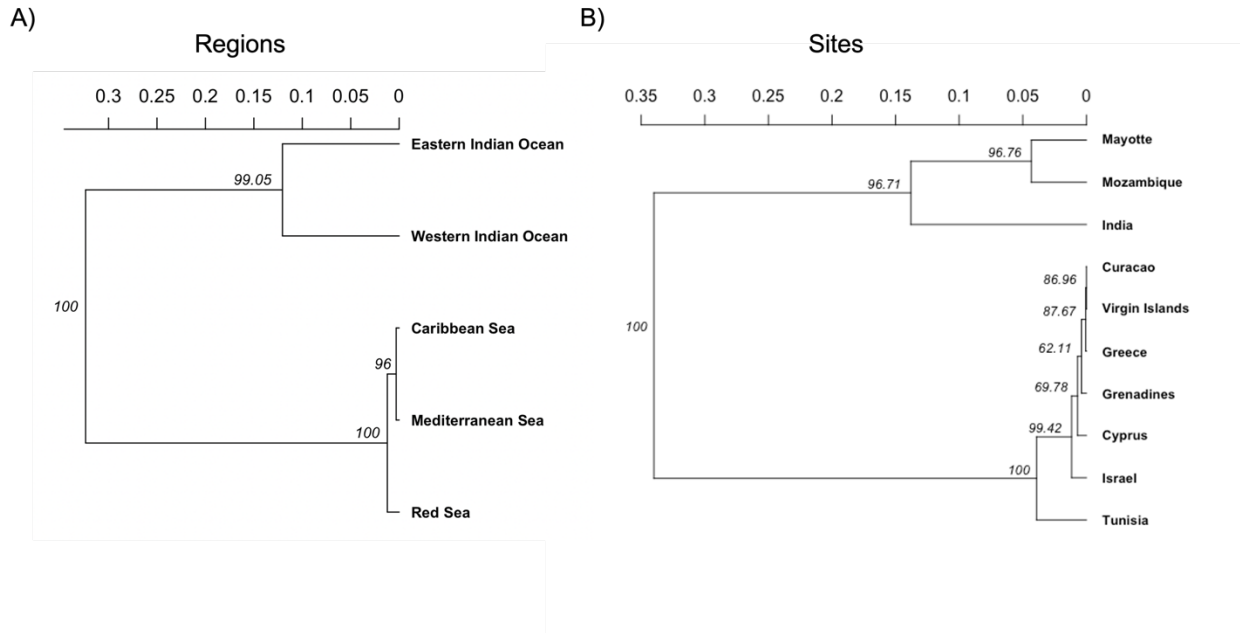 A)
Regions
0.3 0.25 0.2 0.15 0.1 0.05 0
Eastern Indian Ocean
99.05
Western Indian Ocean
100
Caribbean Sea
96
Mediterranean Sea
100
Red Sea
B)
Sites
0.35 0.3 0.25 0.2 0.15 0.1 0.05 0
Mayotte
96.76
Mozambique
96.71
India
Curacao
86.96
Virgin Islands
87.67
100
Greece
62.11
Grenadines
69.78
Cyprus
99.42
Israel
100
Tunisia